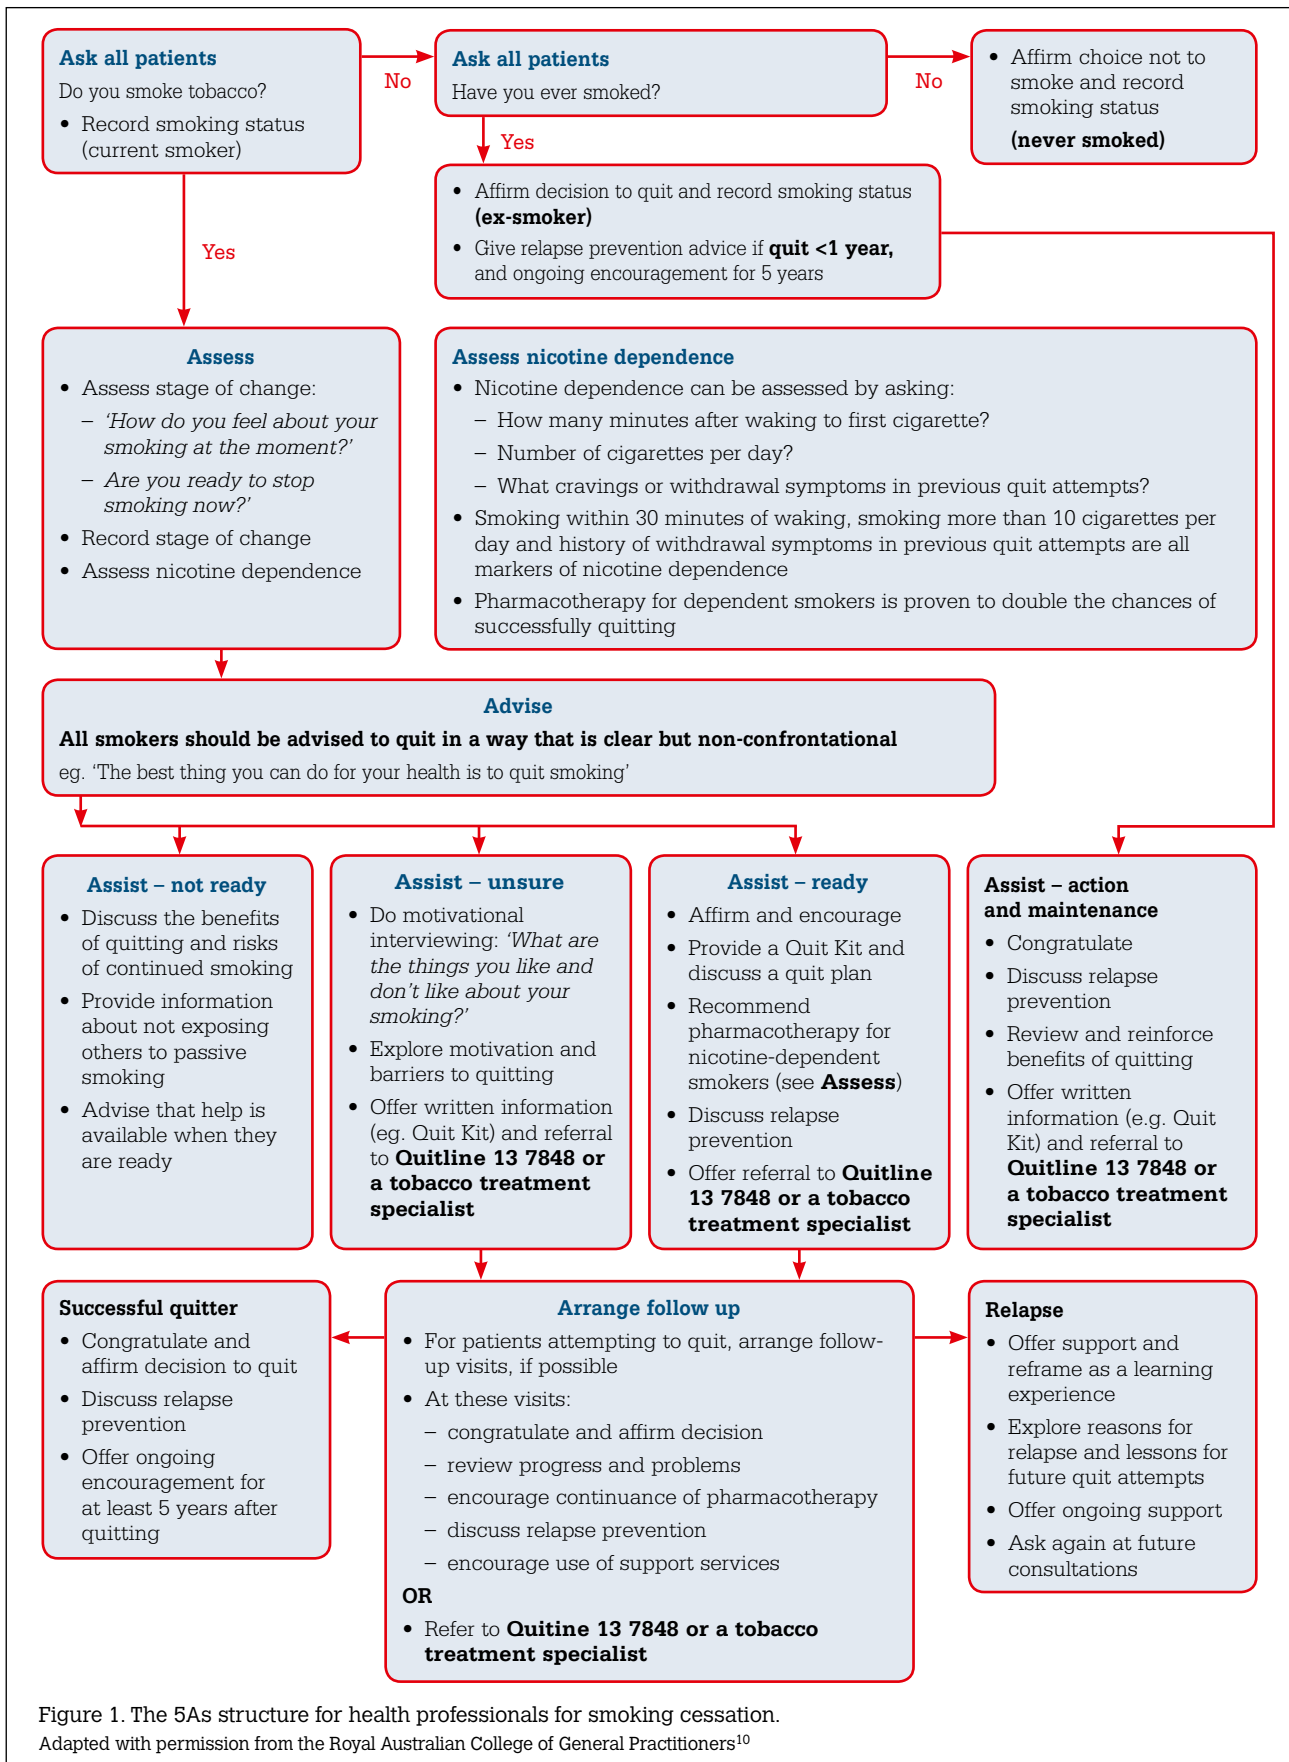 Ask all patients
Do you smoke tobacco?
• Record smoking status
(current smoker)
No
Ask all patients
Have you ever smoked?
No
• Affirm choice not to
smoke and record
smoking status
(never smoked)
Yes
• Affirm decision to quit and record smoking status
(ex-smoker)
• Give relapse prevention advice if quit <1 year,
and ongoing encouragement for 5 years
Yes
Assess
• Assess stage of change:
– ‘How do you feel about your
smoking at the moment?’
– Are you ready to stop
smoking now?’
• Record stage of change
• Assess nicotine dependence
Assess nicotine dependence
• Nicotine dependence can be assessed by asking:
– How many minutes after waking to first cigarette?
– Number of cigarettes per day?
– What cravings or withdrawal symptoms in previous quit attempts?
• Smoking within 30 minutes of waking, smoking more than 10 cigarettes per
day and history of withdrawal symptoms in previous quit attempts are all
markers of nicotine dependence
• Pharmacotherapy for dependent smokers is proven to double the chances of
successfully quitting
Advise
All smokers should be advised to quit in a way that is clear but non-confrontational
eg. ‘The best thing you can do for your health is to quit smoking’
Assist – not ready
• Discuss the benefits
of quitting and risks
of continued smoking
• Provide information
about not exposing
others to passive
smoking
• Advise that help is
available when they
are ready
Assist – unsure
• Do motivational
interviewing: ‘What are
the things you like and
don’t like about your
smoking?’
• Explore motivation and
barriers to quitting
• Offer written information
(eg. Quit Kit) and referral
to Quitline 13 7848 or
a tobacco treatment
specialist
Assist – ready
• Affirm and encourage
• Provide a Quit Kit and
discuss a quit plan
• Recommend
pharmacotherapy for
nicotine-dependent
smokers (see Assess)
• Discuss relapse
prevention
• Offer referral to Quitline
13 7848 or a tobacco
treatment specialist
Assist – action
and maintenance
• Congratulate
• Discuss relapse
prevention
• Review and reinforce
benefits of quitting
• Offer written
information (e.g. Quit
Kit) and referral to
Quitline 13 7848 or
a tobacco treatment
specialist
Successful quitter
• Congratulate and
affirm decision to quit
• Discuss relapse
prevention
• Offer ongoing
encouragement for
at least 5 years after
quitting
Arrange follow up
• For patients attempting to quit, arrange follow-
up visits, if possible
• At these visits:
– congratulate and affirm decision
– review progress and problems
– encourage continuance of pharmacotherapy
– discuss relapse prevention
– encourage use of support services
OR
• Refer to Quitine 13 7848 or a tobacco
treatment specialist
Relapse
• Offer support and
reframe as a learning
experience
• Explore reasons for
relapse and lessons for
future quit attempts
• Offer ongoing support
• Ask again at future
consultations
Figure 1. The 5As structure for health professionals for smoking cessation.
Adapted with permission from the Royal Australian College of General Practitioners10